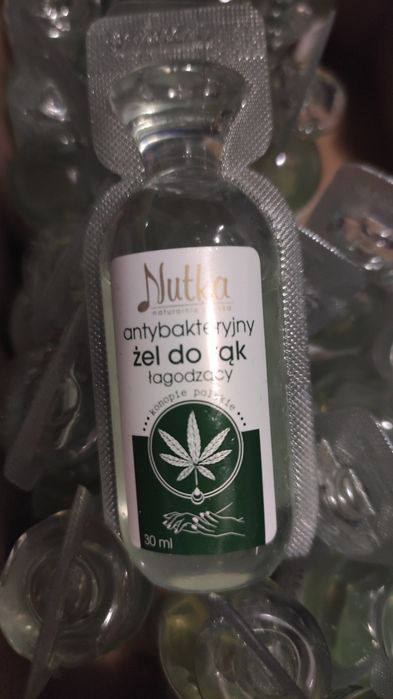 Nutka
antybakteryjny
żel do rąk
łagodzący
konopie polskie
30 ml